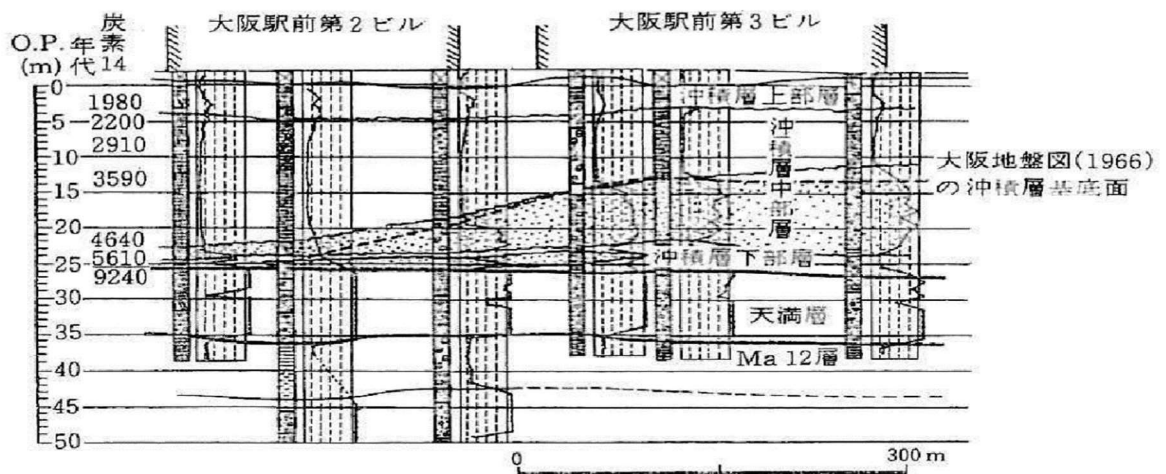 大阪駅前第2ビル
大阪駅前第3ビル
O.P.
(m)
年代
炭素14
0
5
10
15
20
25
30
35
40
45
50
1980
2200
2910
3590
4640
5610
9240
沖積層上部層
沖積層中部層
大阪地盤図(1966)
の沖積層基底面
沖積層下部層
天満層
Ma 12層
0
300 m